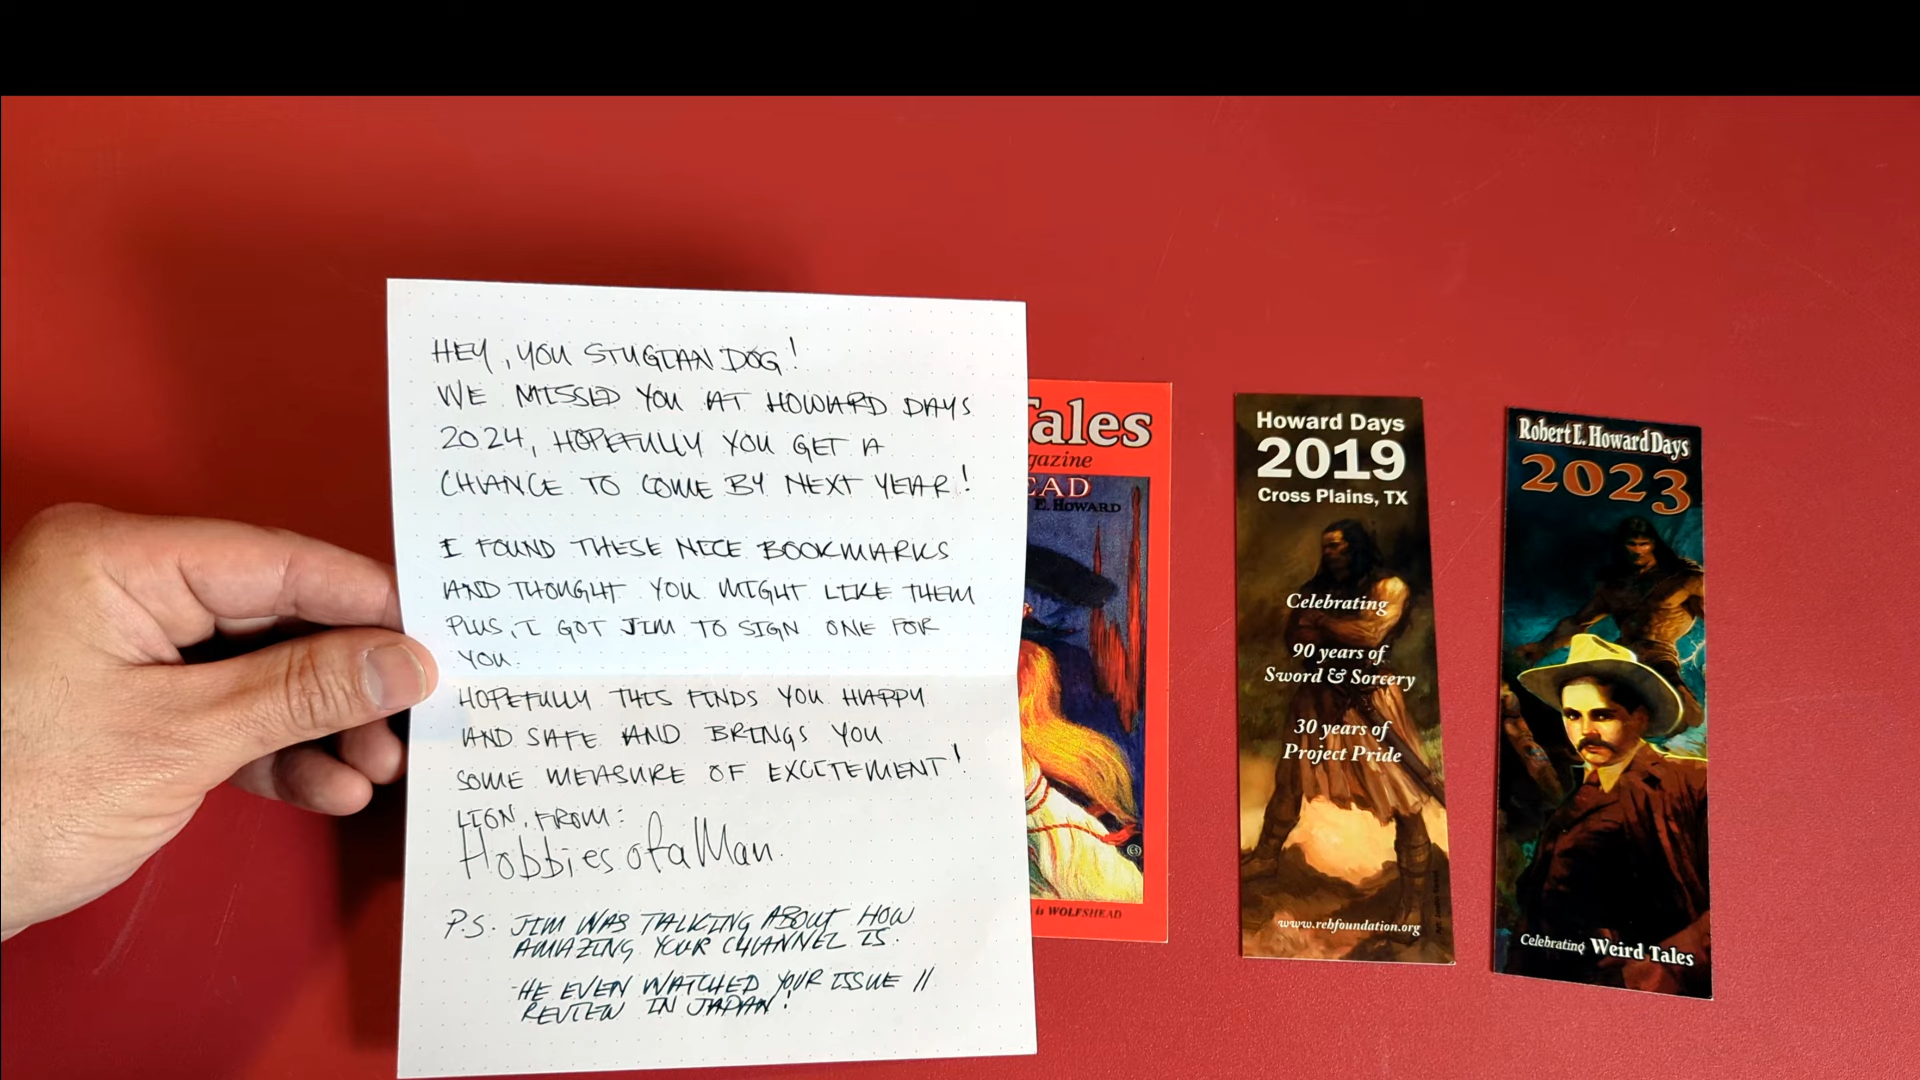 HEY, YOU STYGIAN DOG!
WE MISSED YOU AT HOWARD DAYS
2024, HOPEFULLY YOU GET A
CHANCE TO COME BY NEXT YEAR!
I FOUND THESE NICE BOOKMARKS
AND THOUGHT YOU MIGHT LIKE THEM
PLUS, I GOT JIM TO SIGN ONE FOR
YOU.
HOPEFULLY THIS FINDS YOU HAPPY
AND SAFE AND BRINGS YOU
SOME MEASURE OF EXCITEMENT!
LION, FROM:
Hobbies of a Man.
P.S. JIM WAS TALKING ABOUT HOW
AMAZING YOUR CHANNEL IS.
HE EVEN WATCHED YOUR ISSUE 11
REVIEW IN JAPAN!
Tales
gazine
EAD
E. HOWARD
is WOLFSHEAD
Howard Days
2019
Cross Plains, TX
Celebrating
90 years of
Sword & Sorcery
30 years of
Project Pride
www.rehfoundation.org
Robert E. Howard Days
2023
Celebrating Weird Tales